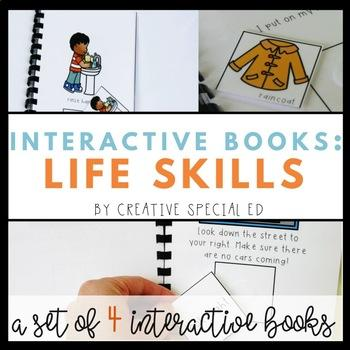 I put on my
raincoat
INTERACTIVE BOOKS:
LIFE SKILLS
BY CREATIVE SPECIAL ED
look down the street to
your right. Make sure there
are no cars coming!
a set of 4 interactive books